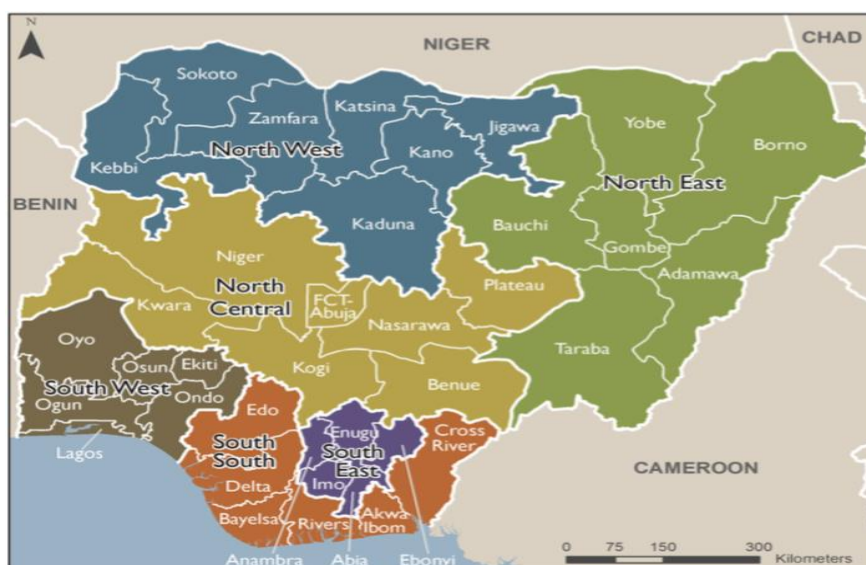 N
NIGER
CHAD
Sokoto
Katsina
Zamfara
Jigawa
Yobe
Borno
North West
Kano
Kebbi
North East
BENIN
Kaduna
Bauchi
Gombe
Niger
Adamawa
North
Central
FCT-
Abuja
Plateau
Kwara
Nasarawa
Oyo
Taraba
Osun
Ekiti
Kogi
Benue
South West
Ogun
Ondo
Edo
Enugu
Cross
River
South
South
South
East
Lagos
Imo
CAMEROON
Delta
Bayelsa
Rivers
Akwa
Ibom
Anambra
Abia
Ebonyi
0
75
150
300
Kilometers